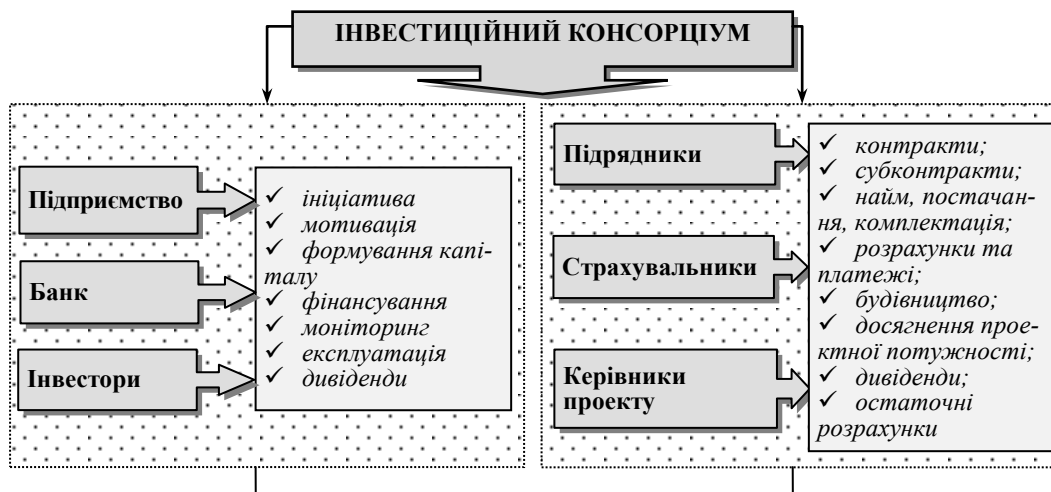 ІНВЕСТИЦІЙНИЙ КОНСОРЦІУМ
Підприємство
Банк
Інвестори
✓ ініціатива
✓ мотивація
✓ формування капі-
талу
✓ фінансування
✓ моніторинг
✓ експлуатація
✓ дивіденди
Підрядники
Страхувальники
Керівники
проекту
✓ контракти;
✓ субконтракти;
✓ найм, постачан-
ня, комплектація;
✓ розрахунки та
платежі;
✓ будівництво;
✓ досягнення прое-
ктної потужності;
✓ дивіденди;
✓ остаточні
розрахунки